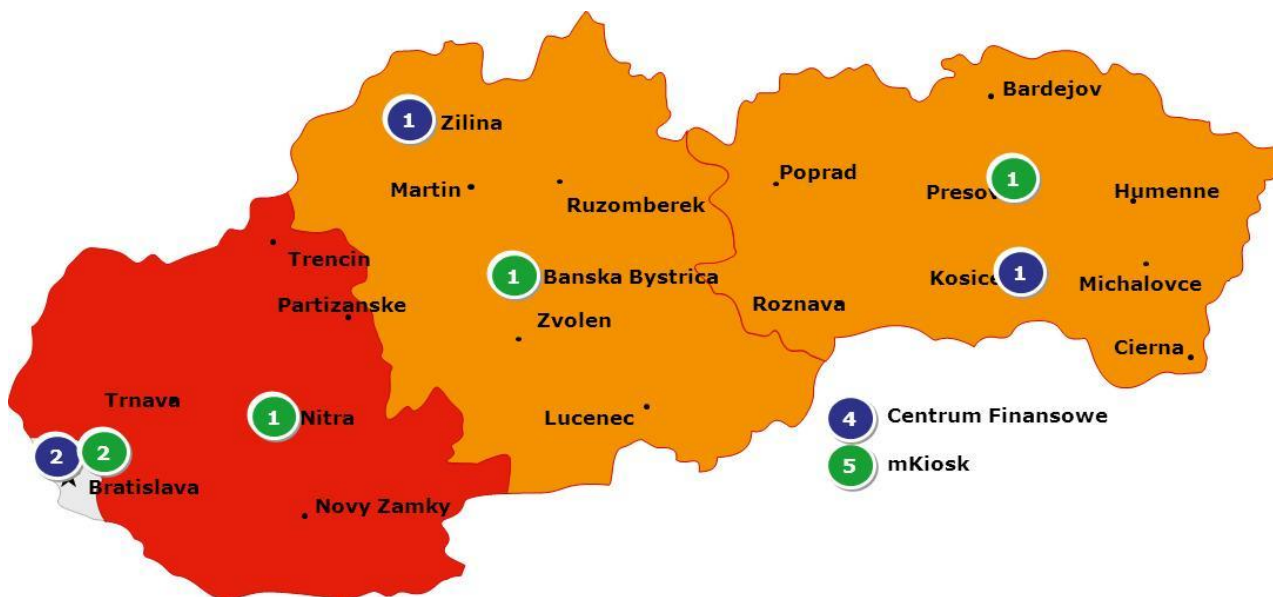 Bardejov
1 Zilina
Poprad
Presov 1
Martin
Humenne
Ruzomberek
Trencin
1 Banska Bystrica
Kosice 1
Michalovce
Partizanske
Roznava
Zvolen
Cierna
Trnava
1 Nitra
Lucenec
4 Centrum Finansowe
2 2
5 mKiosk
Bratislava
Novy Zamky